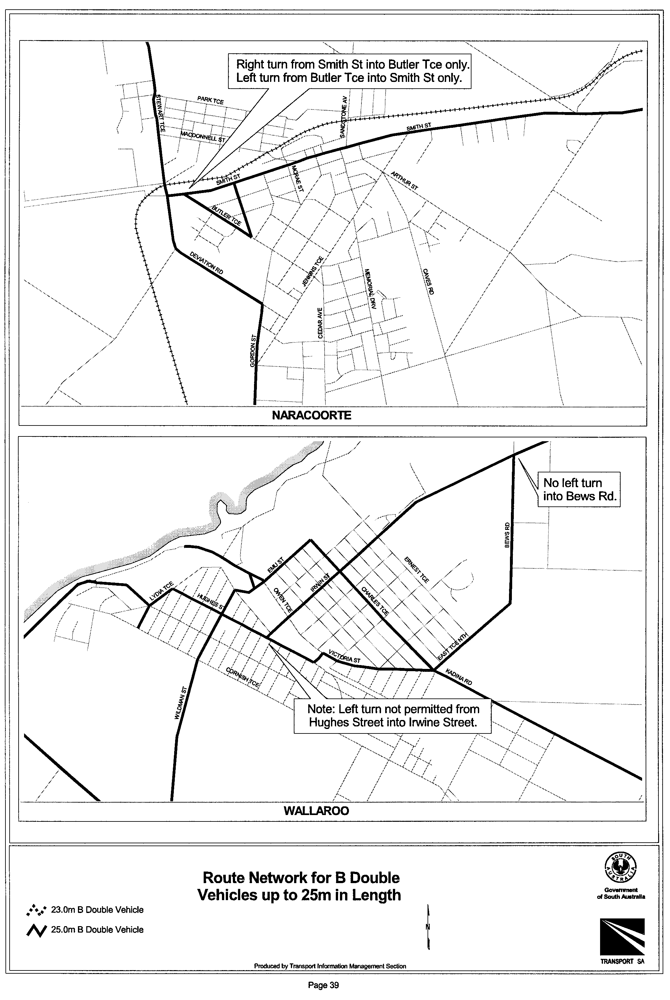 Right turn from Smith St into Butler Tce only.
Left turn from Butler Tce into Smith St only.
STEWART TCE
PARK TCE
MACDONNELL ST
SANDSTONE AV
SMITH ST
SMITH ST
MCRAE ST
ARTHUR ST
BUTLER TCE
DEVIATION RD
JENKINS TCE
MEMORIAL DRV
CAVES RD
CEDAR AVE
GORDON ST
NARACOORTE
No left turn
into Bews Rd.
BEWS RD
EMU ST
ERNEST TCE
IRWIN ST
OWEN TCE
LYDIA TCE
HUGHES ST
CHARLES TCE
EAST TCE NTH
VICTORIA ST
KADINA RD
CORNISH TCE
WILDMAN ST
Note: Left turn not permitted from
Hughes Street into Irwine Street.
WALLAROO
Route Network for B Double
Vehicles up to 25m in Length
23.0m B Double Vehicle
25.0m B Double Vehicle
N
SOUTH AUSTRALIA
Government
of South Australia
TRANSPORT SA
Produced by Transport Information Management Section
Page 39